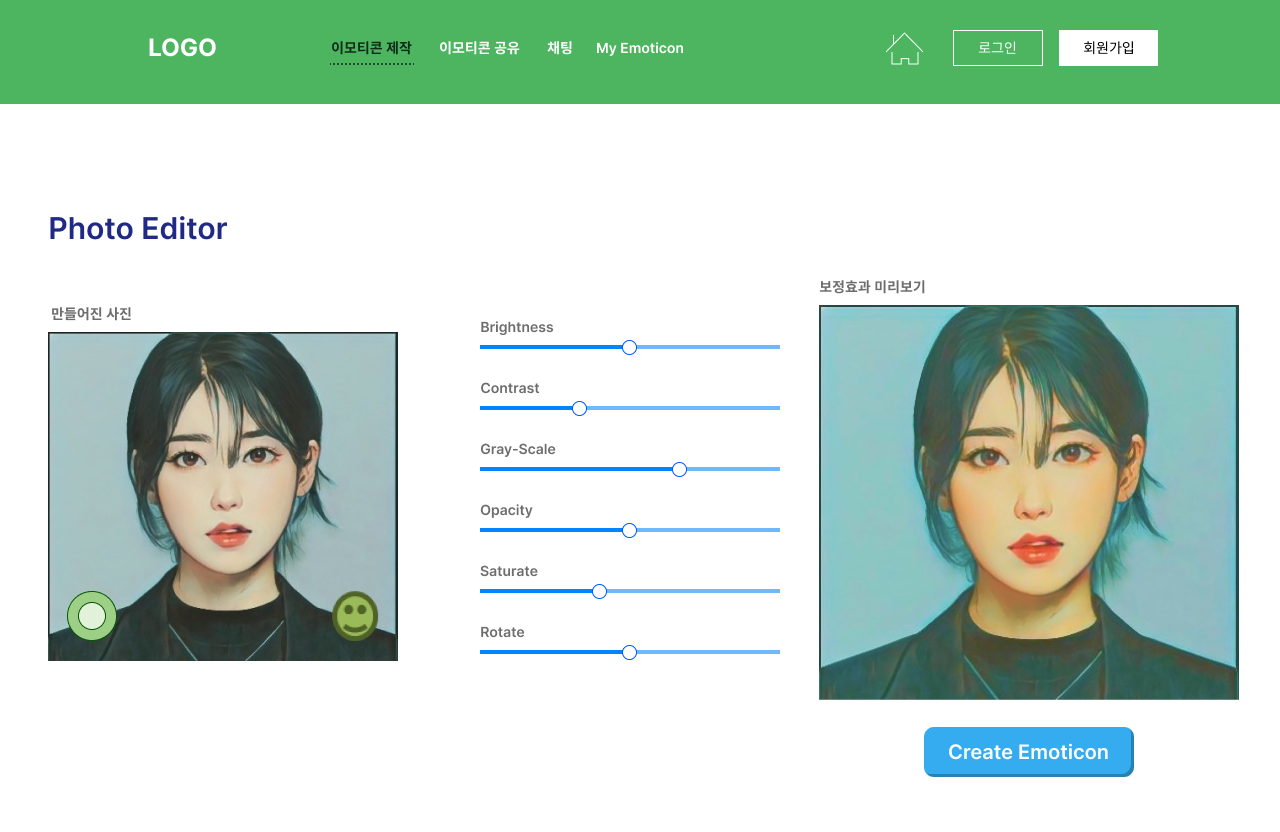 LOGO
이모티콘 제작
이모티콘 공유
채팅
My Emoticon
로그인
회원가입
Photo Editor
만들어진 사진
Brightness
Contrast
Gray-Scale
Opacity
Saturate
Rotate
보정효과 미리보기
Create Emoticon